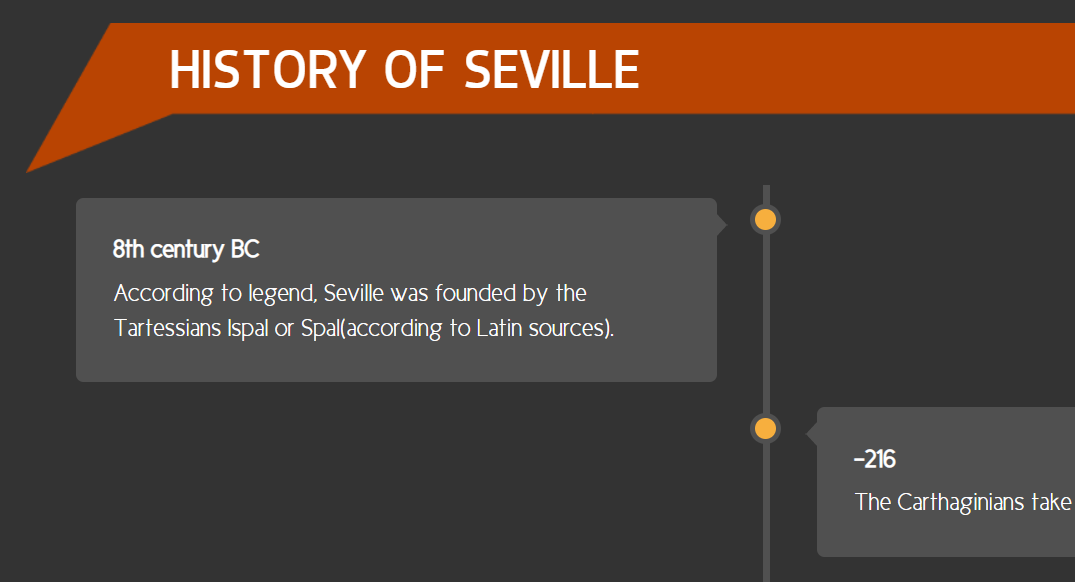 HISTORY OF SEVILLE
8th century BC
According to legend, Seville was founded by the
Tartessians Ispal or Spal(according to Latin sources).
-216
The Carthaginians take